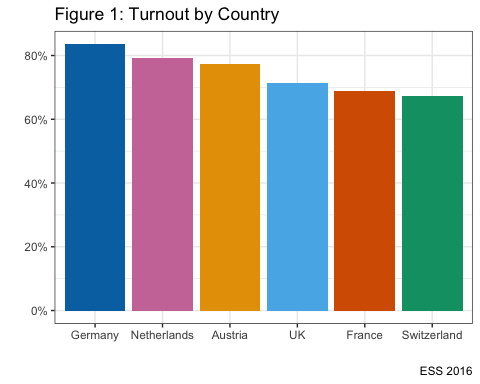 Figure 1: Turnout by Country
80%
60%
40%
20%
0%
Germany Netherlands Austria UK France Switzerland
ESS 2016